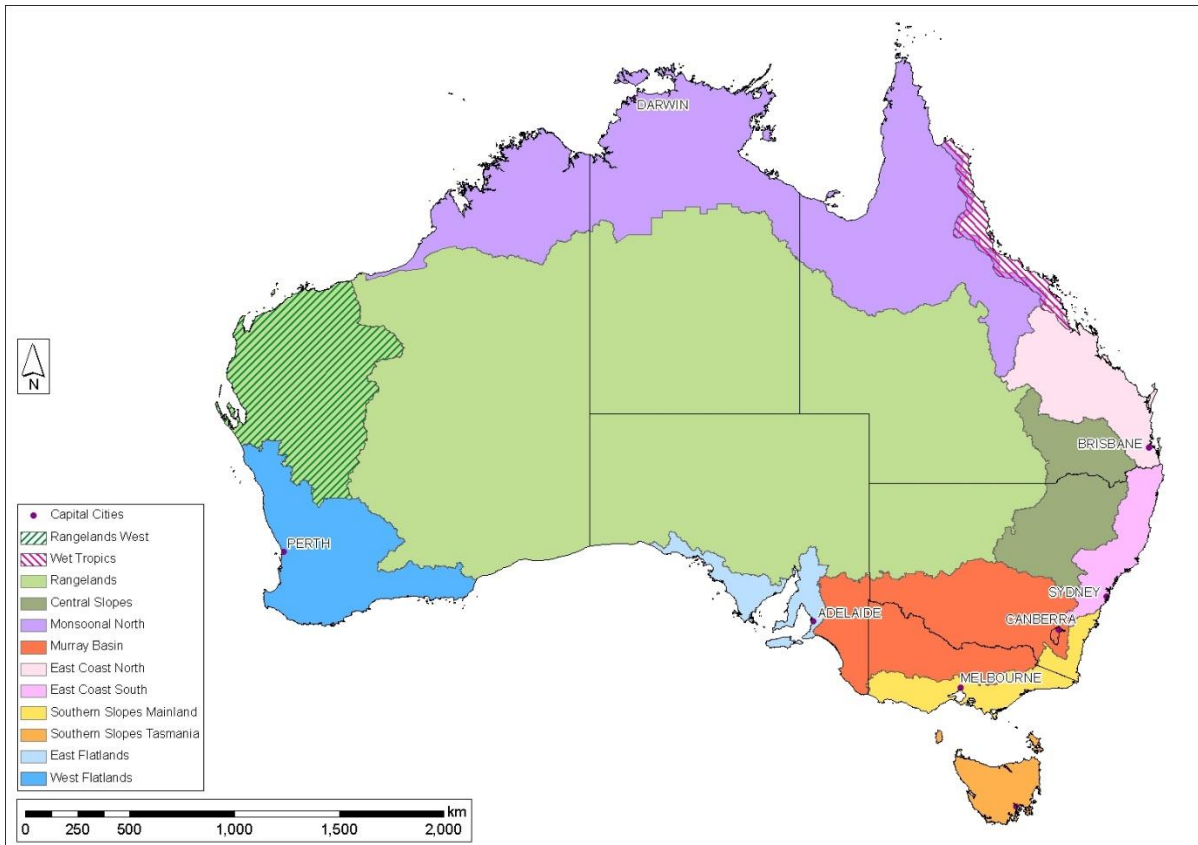 DARWIN
BRISBANE
PERTH
SYDNEY
ADELAIDE
CANBERRA
MELBOURNE
N
Capital Cities
Rangelands West
Wet Tropics
Rangelands
Central Slopes
Monsoonal North
Murray Basin
East Coast North
East Coast South
Southern Slopes Mainland
Southern Slopes Tasmania
East Flatlands
West Flatlands
km
0 250 500 1,000 1,500 2,000